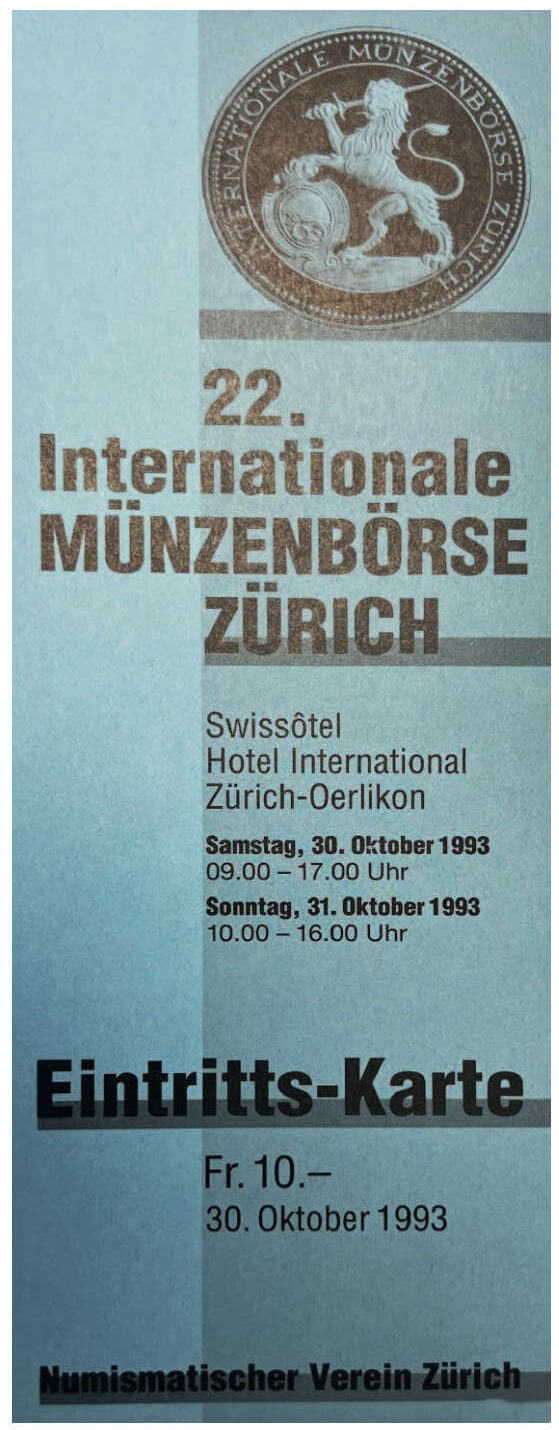 INTERNATIONALE MÜNZENBÖRSE ZÜRICH
22.
Internationale
MÜNZENBÖRSE
ZÜRICH
Swissôtel
Hotel International
Zürich-Oerlikon
Samstag, 30. Oktober 1993
09.00 – 17.00 Uhr
Sonntag, 31. Oktober 1993
10.00 – 16.00 Uhr
Eintritts-Karte
Fr. 10.–
30. Oktober 1993
Numismatischer Verein Zürich